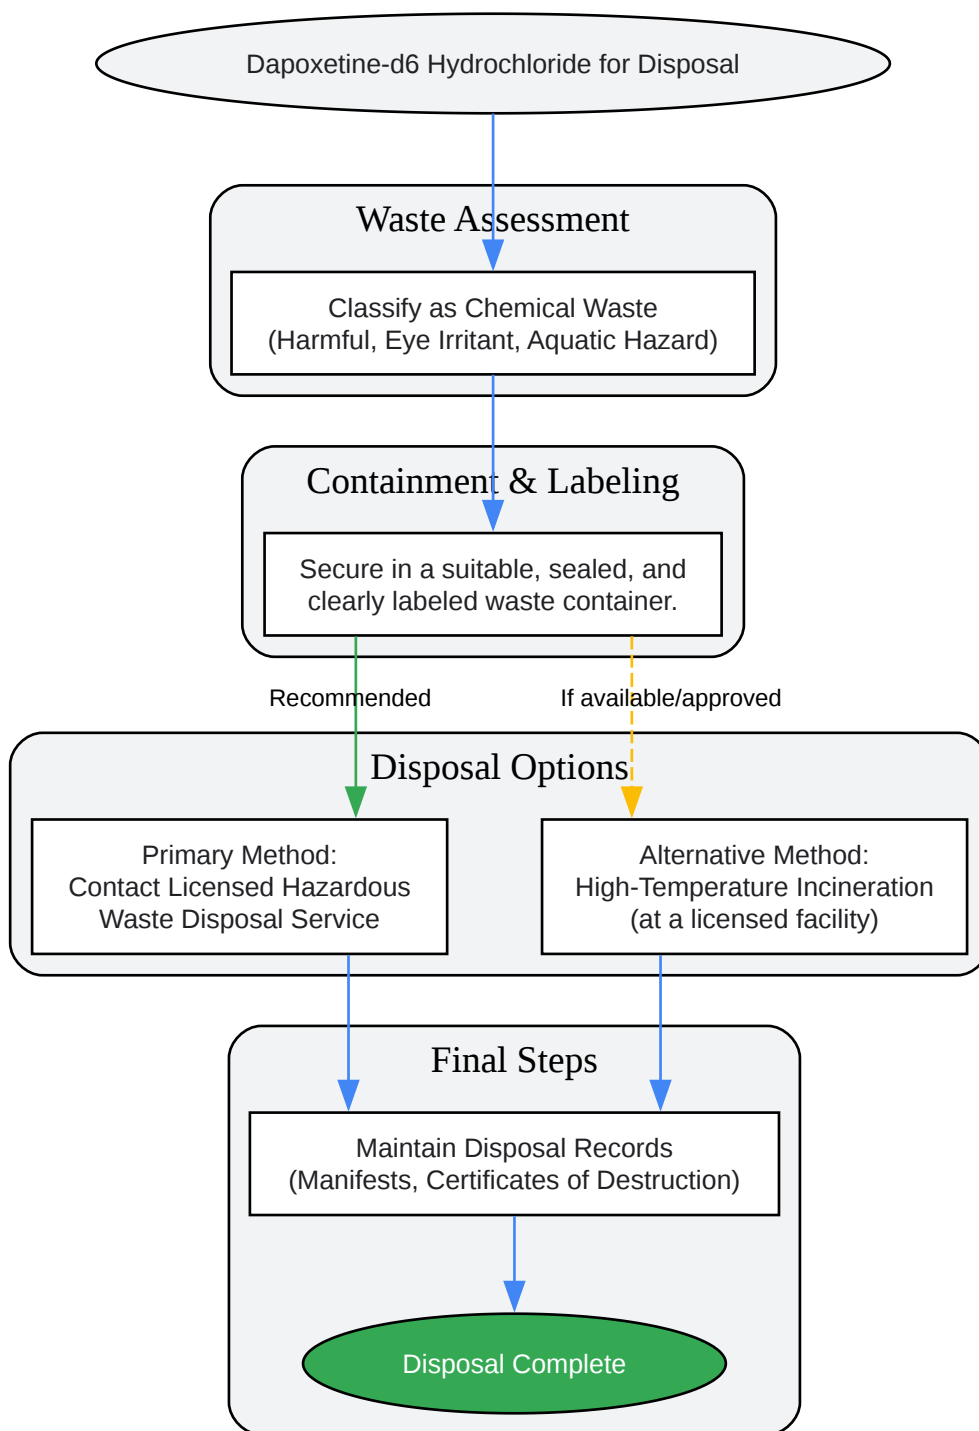 Dapoxetine-d6 Hydrochloride for Disposal
Waste Assessment
Classify as Chemical Waste
(Harmful, Eye Irritant, Aquatic Hazard)
Containment & Labeling
Secure in a suitable, sealed, and
clearly labeled waste container.
Recommended
If available/approved
Disposal Options
Primary Method:
Contact Licensed Hazardous
Waste Disposal Service
Alternative Method:
High-Temperature Incineration
(at a licensed facility)
Final Steps
Maintain Disposal Records
(Manifests, Certificates of Destruction)
Disposal Complete